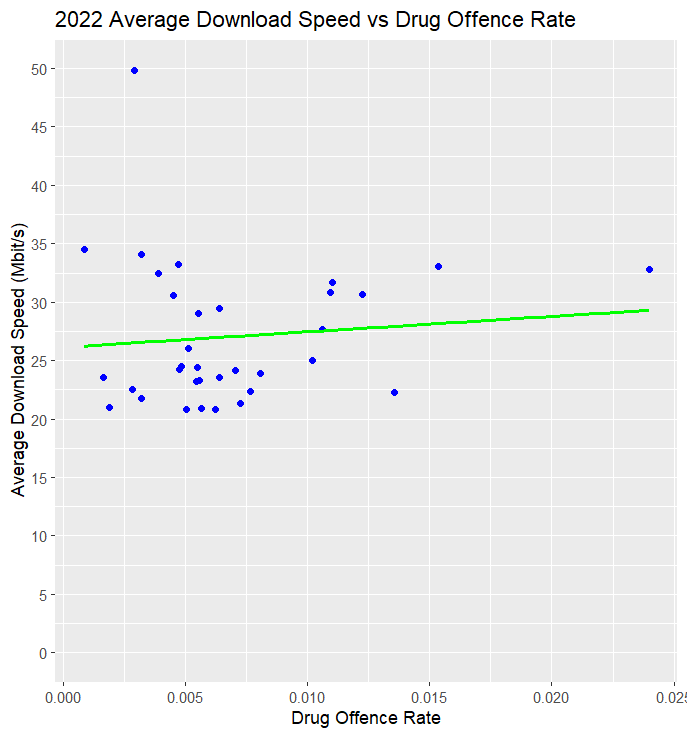 2022 Average Download Speed vs Drug Offence Rate
Average Download Speed (Mbit/s)
50
45
40
35
30
25
20
15
10
5
0
0.000 0.005 0.010 0.015 0.020 0.025
Drug Offence Rate